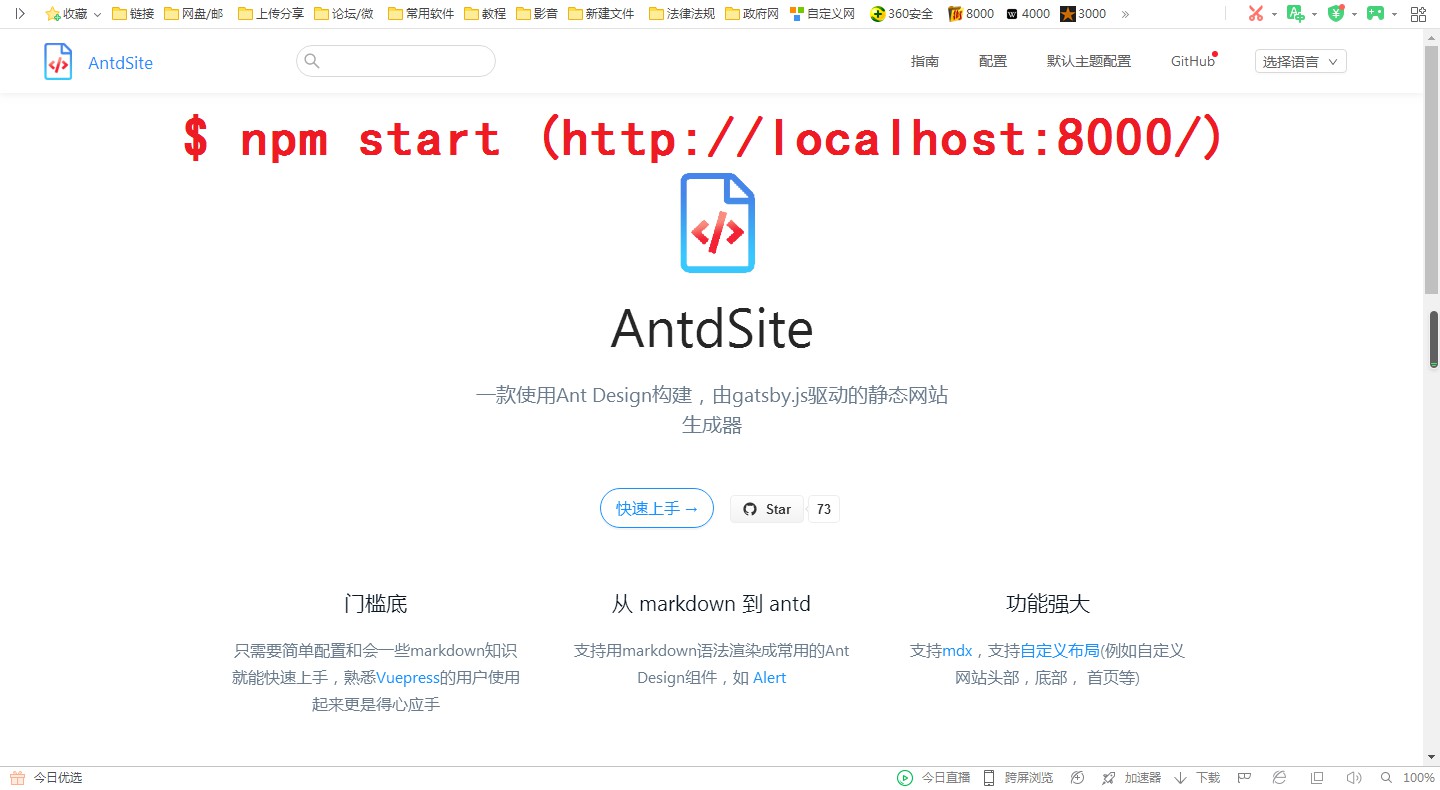 收藏 链接 网盘/邮 上传分享 论坛/微 常用软件 教程 影音 新建文件 法律法规 政府网 自定义网 360安全 8000 4000 3000 »
AntdSite 指南 配置 默认主题配置 GitHub 选择语言
$ npm start (http://localhost:8000/)
AntdSite
一款使用Ant Design构建，由gatsby.js驱动的静态网站
生成器
快速上手 → Star 73
门槛底
只需要简单配置和会一些markdown知识
就能快速上手，熟悉Vuepress的用户使用
起来更是得心应手
从 markdown 到 antd
支持用markdown语法渲染成常用的Ant
Design组件，如 Alert
功能强大
支持mdx，支持自定义布局(例如自定义
网站头部，底部， 首页等)
今日优选 今日直播 跨屏浏览 加速器 下载 100%